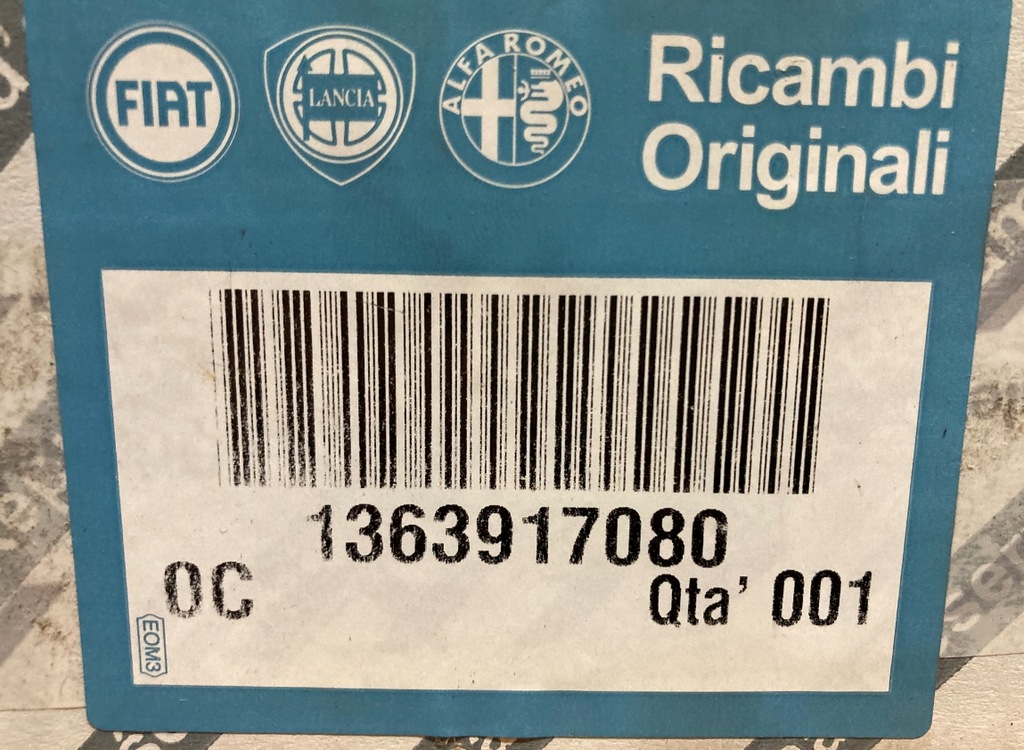 FIAT
LANCIA
ALFA ROMEO
Ricambi
Originali
1363917080
0C
Qta' 001
EOM3